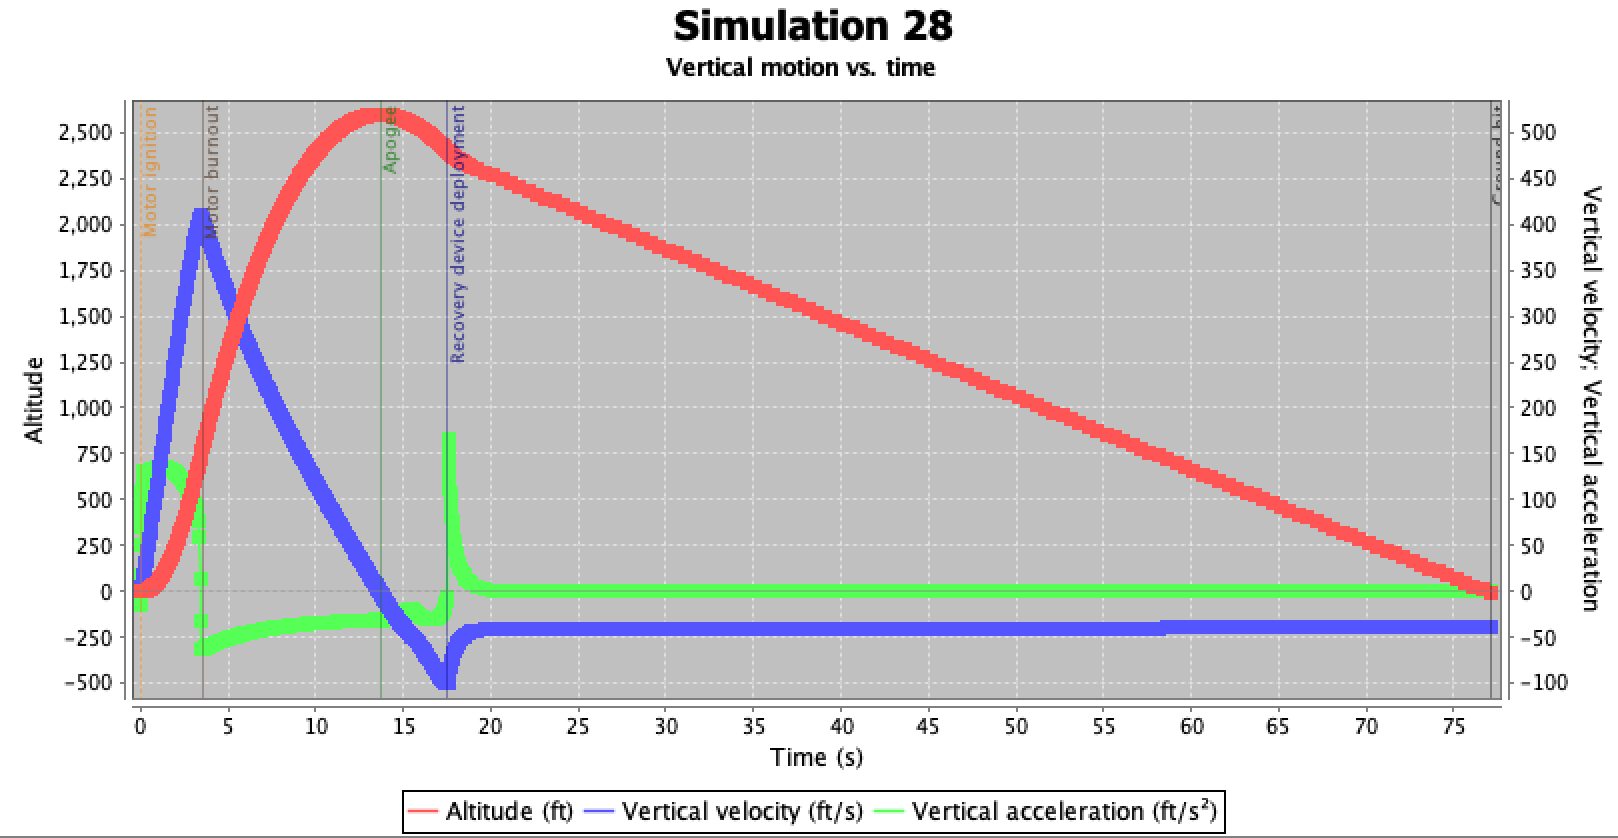 Simulation 28
Vertical motion vs. time
Motor ignition
Motor burnout
Apogee
Recovery device deployment
Ground hit
Altitude
2,500
2,250
2,000
1,750
1,500
1,250
1,000
750
500
250
0
−250
−500
500
450
400
350
300
250
200
150
100
50
0
−50
−100
Vertical velocity; Vertical acceleration
0 5 10 15 20 25 30 35 40 45 50 55 60 65 70 75
Time (s)
Altitude (ft) Vertical velocity (ft/s) Vertical acceleration (ft/s²)